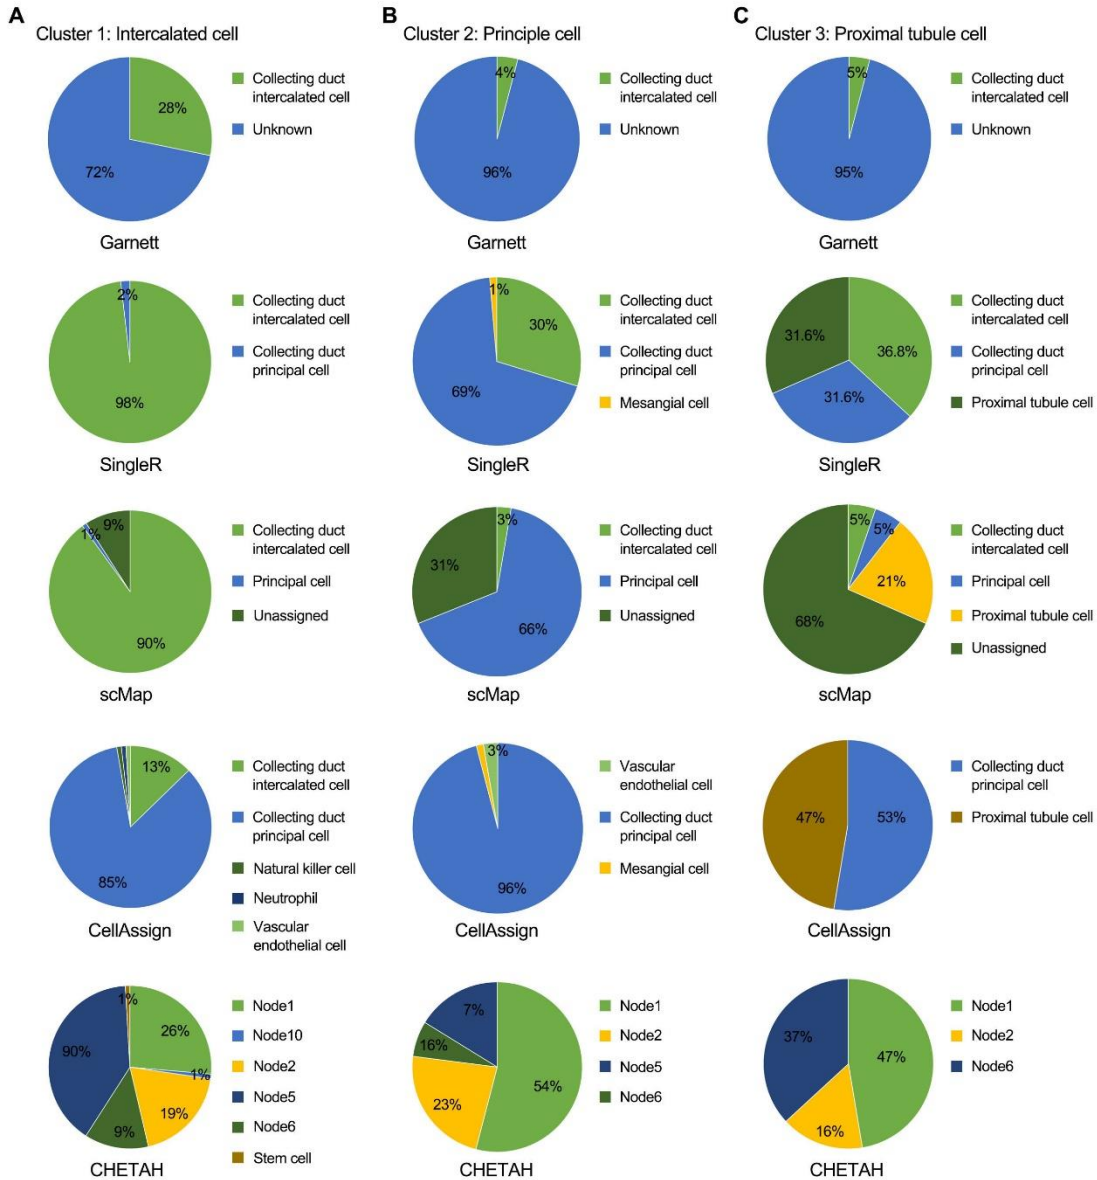 A
Cluster 1: Intercalated cell
28%
72%
Collecting duct
intercalated cell
Unknown
Garnett
2%
98%
Collecting duct
intercalated cell
Collecting duct
principal cell
SingleR
9%
1%
90%
Collecting duct
intercalated cell
Principal cell
Unassigned
scMap
13%
85%
Collecting duct
intercalated cell
Collecting duct
principal cell
Natural killer cell
Neutrophil
Vascular
endothelial cell
CellAssign
1%
26%
90%
1%
19%
9%
Node1
Node10
Node2
Node5
Node6
Stem cell
CHETAH
B
Cluster 2: Principle cell
4%
96%
Collecting duct
intercalated cell
Unknown
Garnett
1%
30%
69%
Collecting duct
intercalated cell
Collecting duct
principal cell
Mesangial cell
SingleR
3%
31%
66%
Collecting duct
intercalated cell
Principal cell
Unassigned
scMap
3%
96%
Vascular
endothelial cell
Collecting duct
principal cell
Mesangial cell
CellAssign
7%
16%
54%
23%
Node1
Node2
Node5
Node6
CHETAH
C
Cluster 3: Proximal tubule cell
5%
95%
Collecting duct
intercalated cell
Unknown
Garnett
31.6%
36.8%
31.6%
Collecting duct
intercalated cell
Collecting duct
principal cell
Proximal tubule cell
SingleR
5%
5%
21%
68%
Collecting duct
intercalated cell
Principal cell
Proximal tubule cell
Unassigned
scMap
47%
53%
Collecting duct
principal cell
Proximal tubule cell
CellAssign
37%
47%
16%
Node1
Node2
Node6
CHETAH